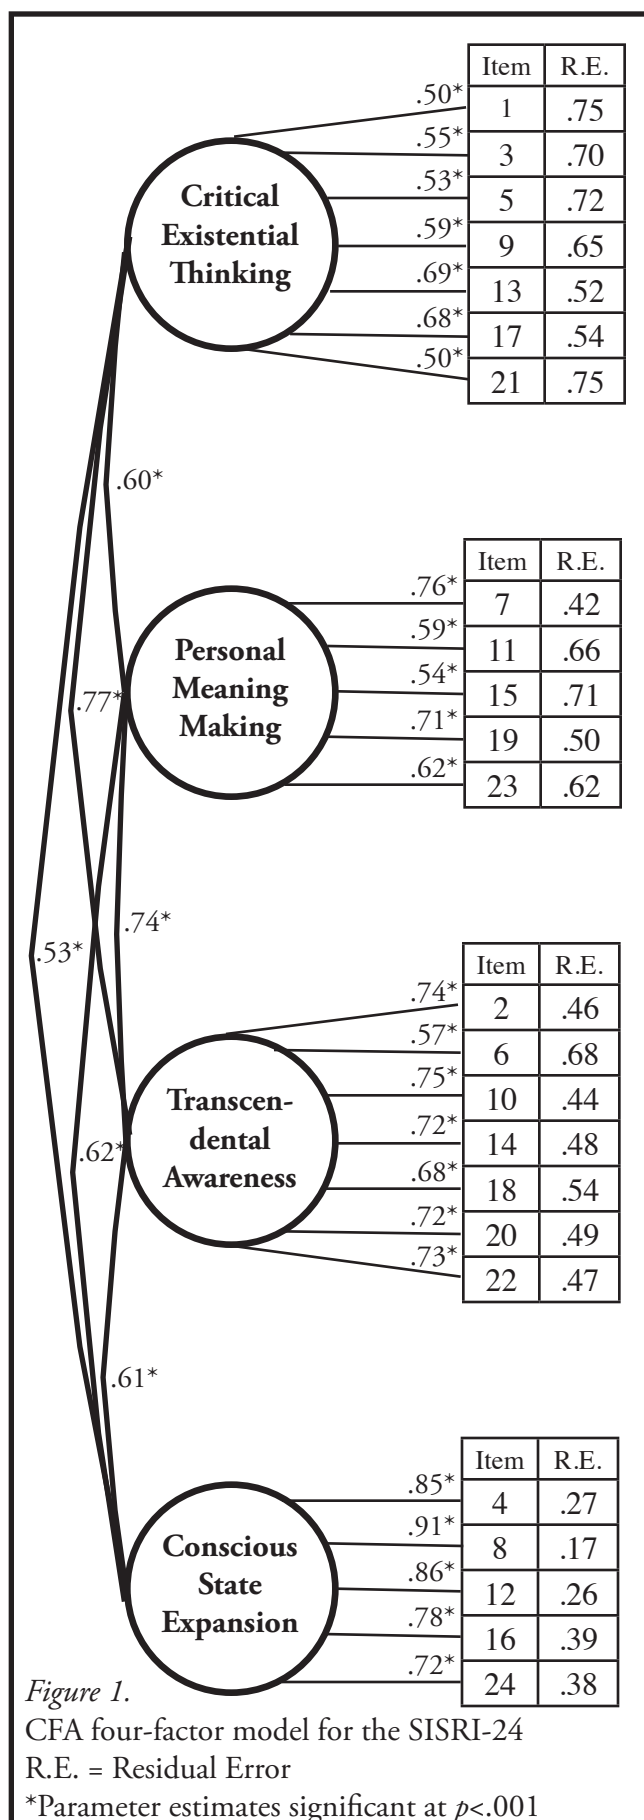 Item R.E.
.50* 1 .75
.55* 3 .70
.53* 5 .72
.59* 9 .65
.69* 13 .52
.68* 17 .54
.50* 21 .75
Critical
Existential
Thinking
.60*
Item R.E.
.76* 7 .42
.59* 11 .66
.54* 15 .71
.71* 19 .50
.62* 23 .62
Personal
Meaning
Making
.77*
.74*
.53*
Item R.E.
.74* 2 .46
.57* 6 .68
.75* 10 .44
.72* 14 .48
.68* 18 .54
.72* 20 .49
.73* 22 .47
Transcen-
dental
Awareness
.62*
.61*
Item R.E.
.85* 4 .27
.91* 8 .17
.86* 12 .26
.78* 16 .39
.72* 24 .38
Conscious
State
Expansion
Figure 1.
CFA four-factor model for the SISRI-24
R.E. = Residual Error
*Parameter estimates significant at p<.001